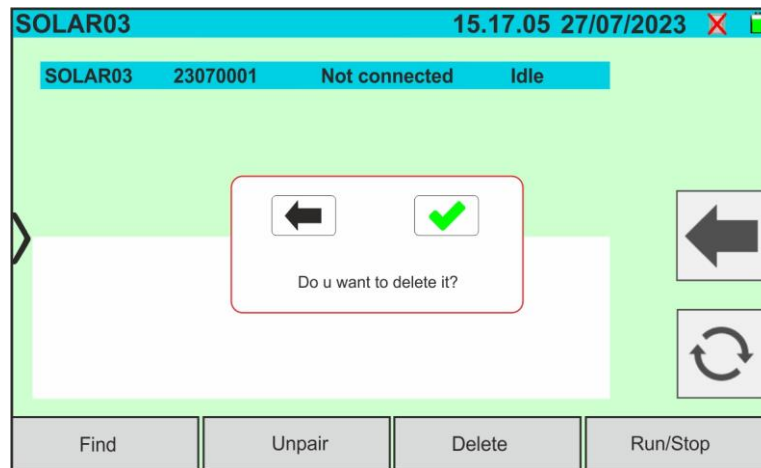 SOLAR03 15.17.05 27/07/2023
SOLAR03 23070001 Not connected Idle
Do u want to delete it?
Find Unpair Delete Run/Stop